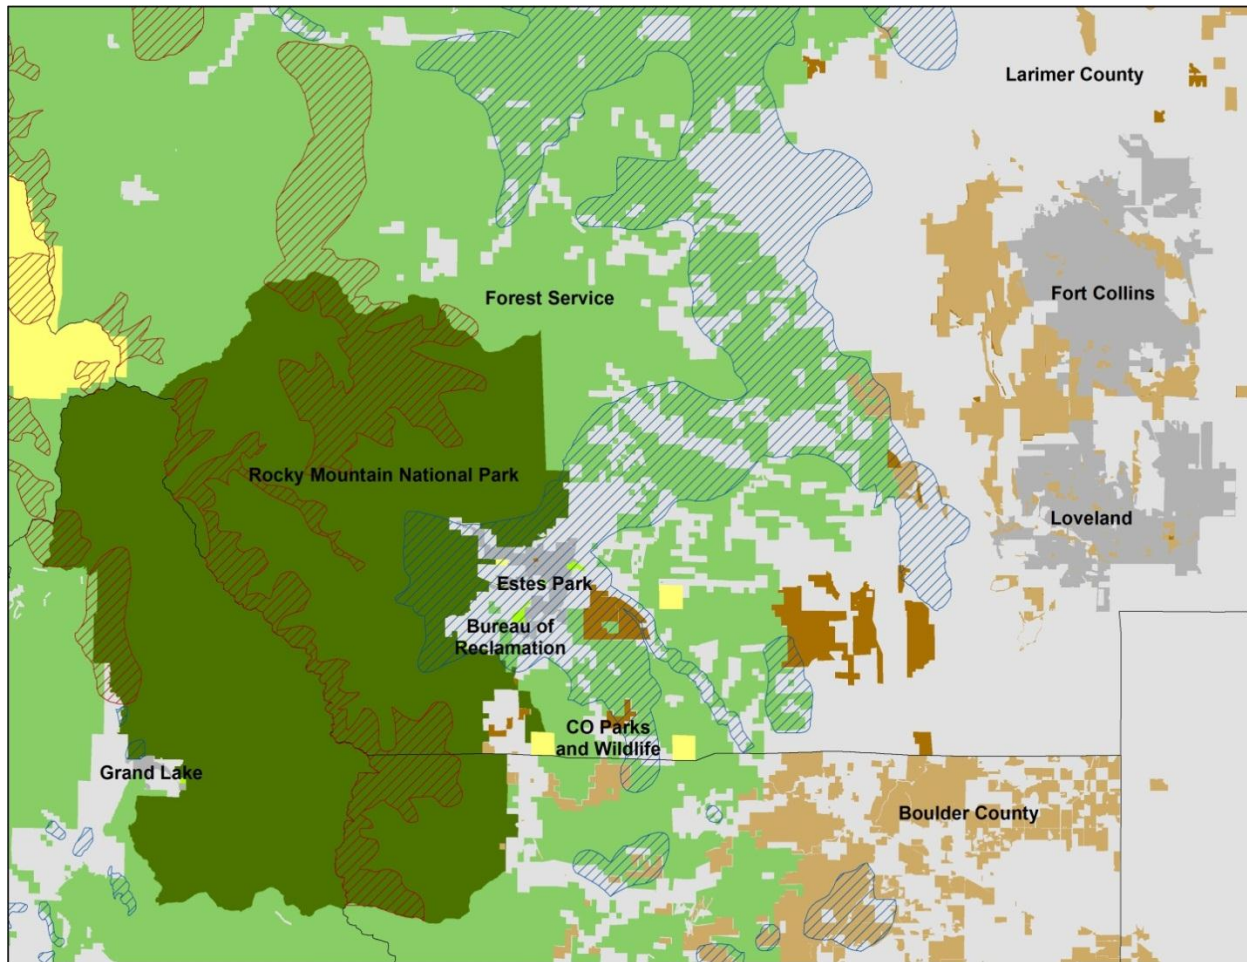 Larimer County
Forest Service
Fort Collins
Rocky Mountain National Park
Loveland
Estes Park
Bureau of
Reclamation
CO Parks
and Wildlife
Grand Lake
Boulder County